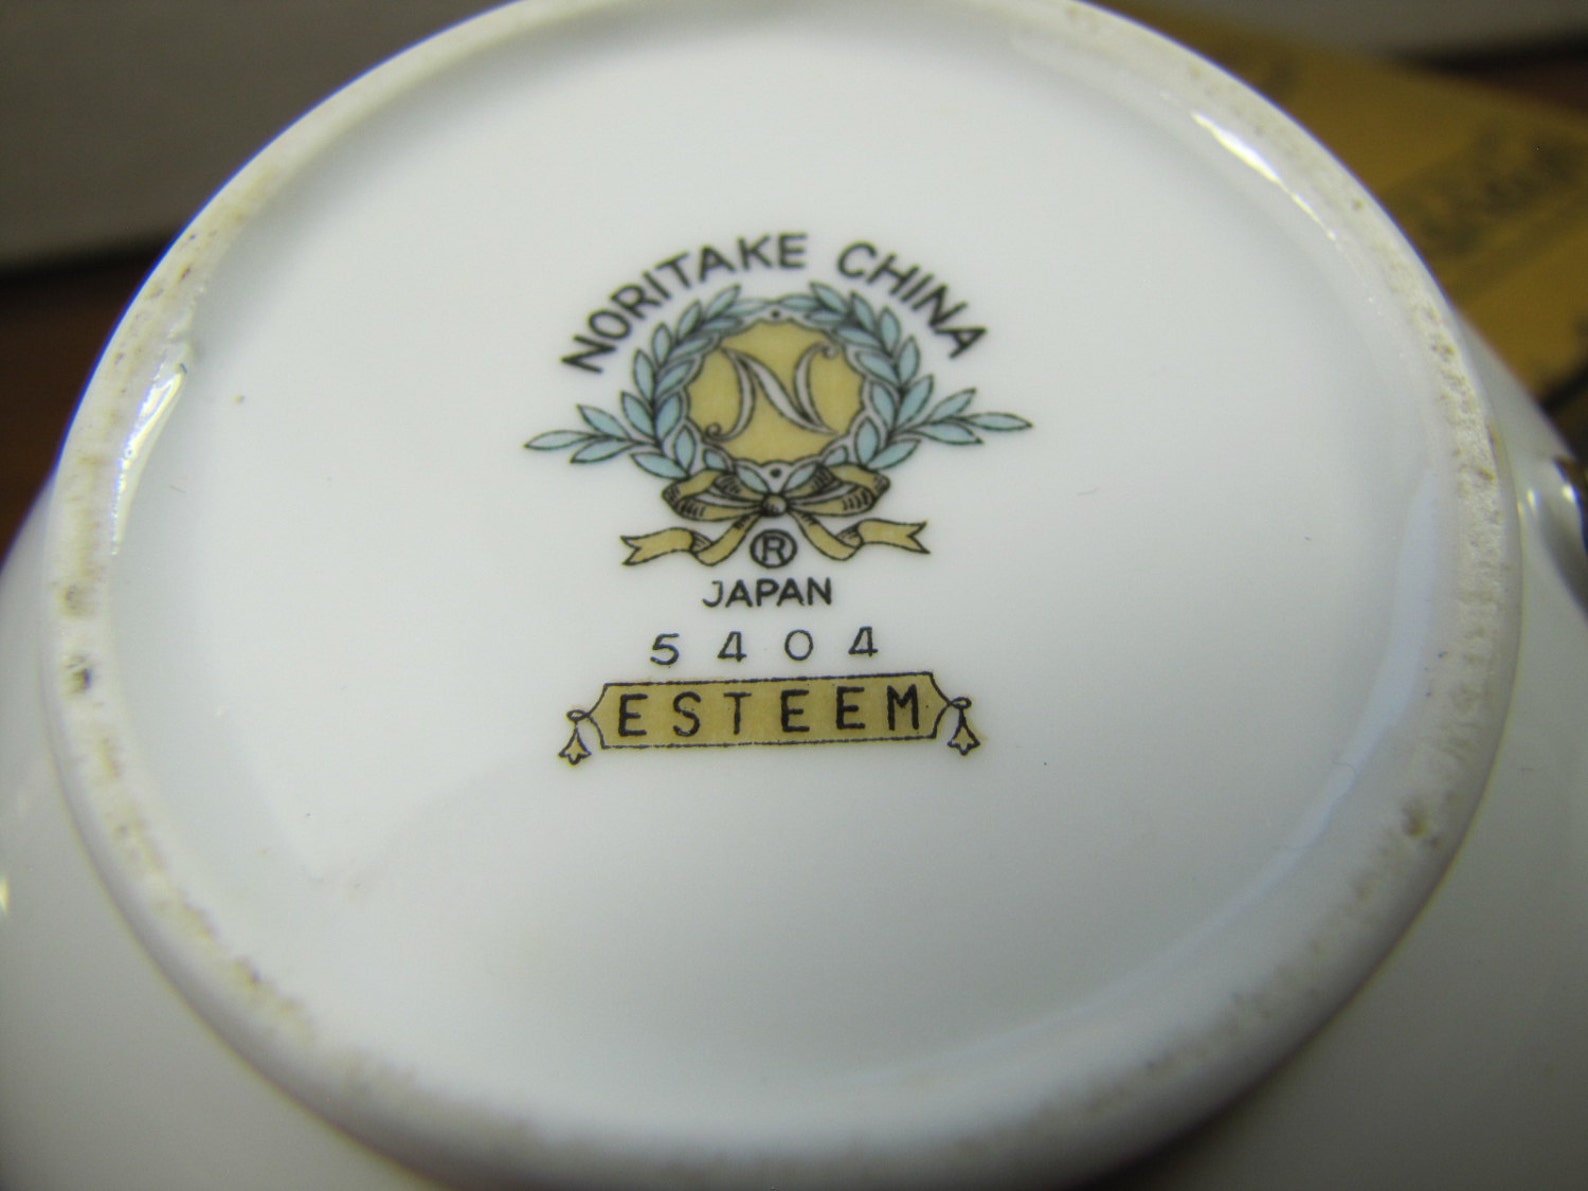 NORITAKE CHINA
N
®
JAPAN
5404
ESTEEM